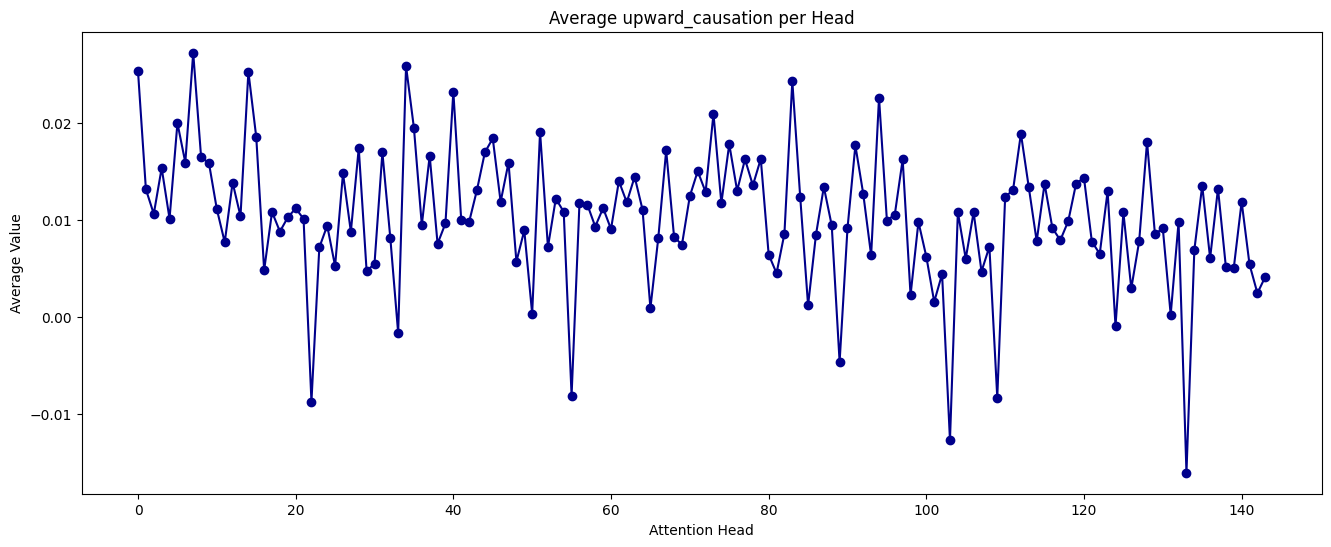 Average upward_causation per Head
Average Value
0.02
0.01
0.00
−0.01
0 20 40 60 80 100 120 140
Attention Head